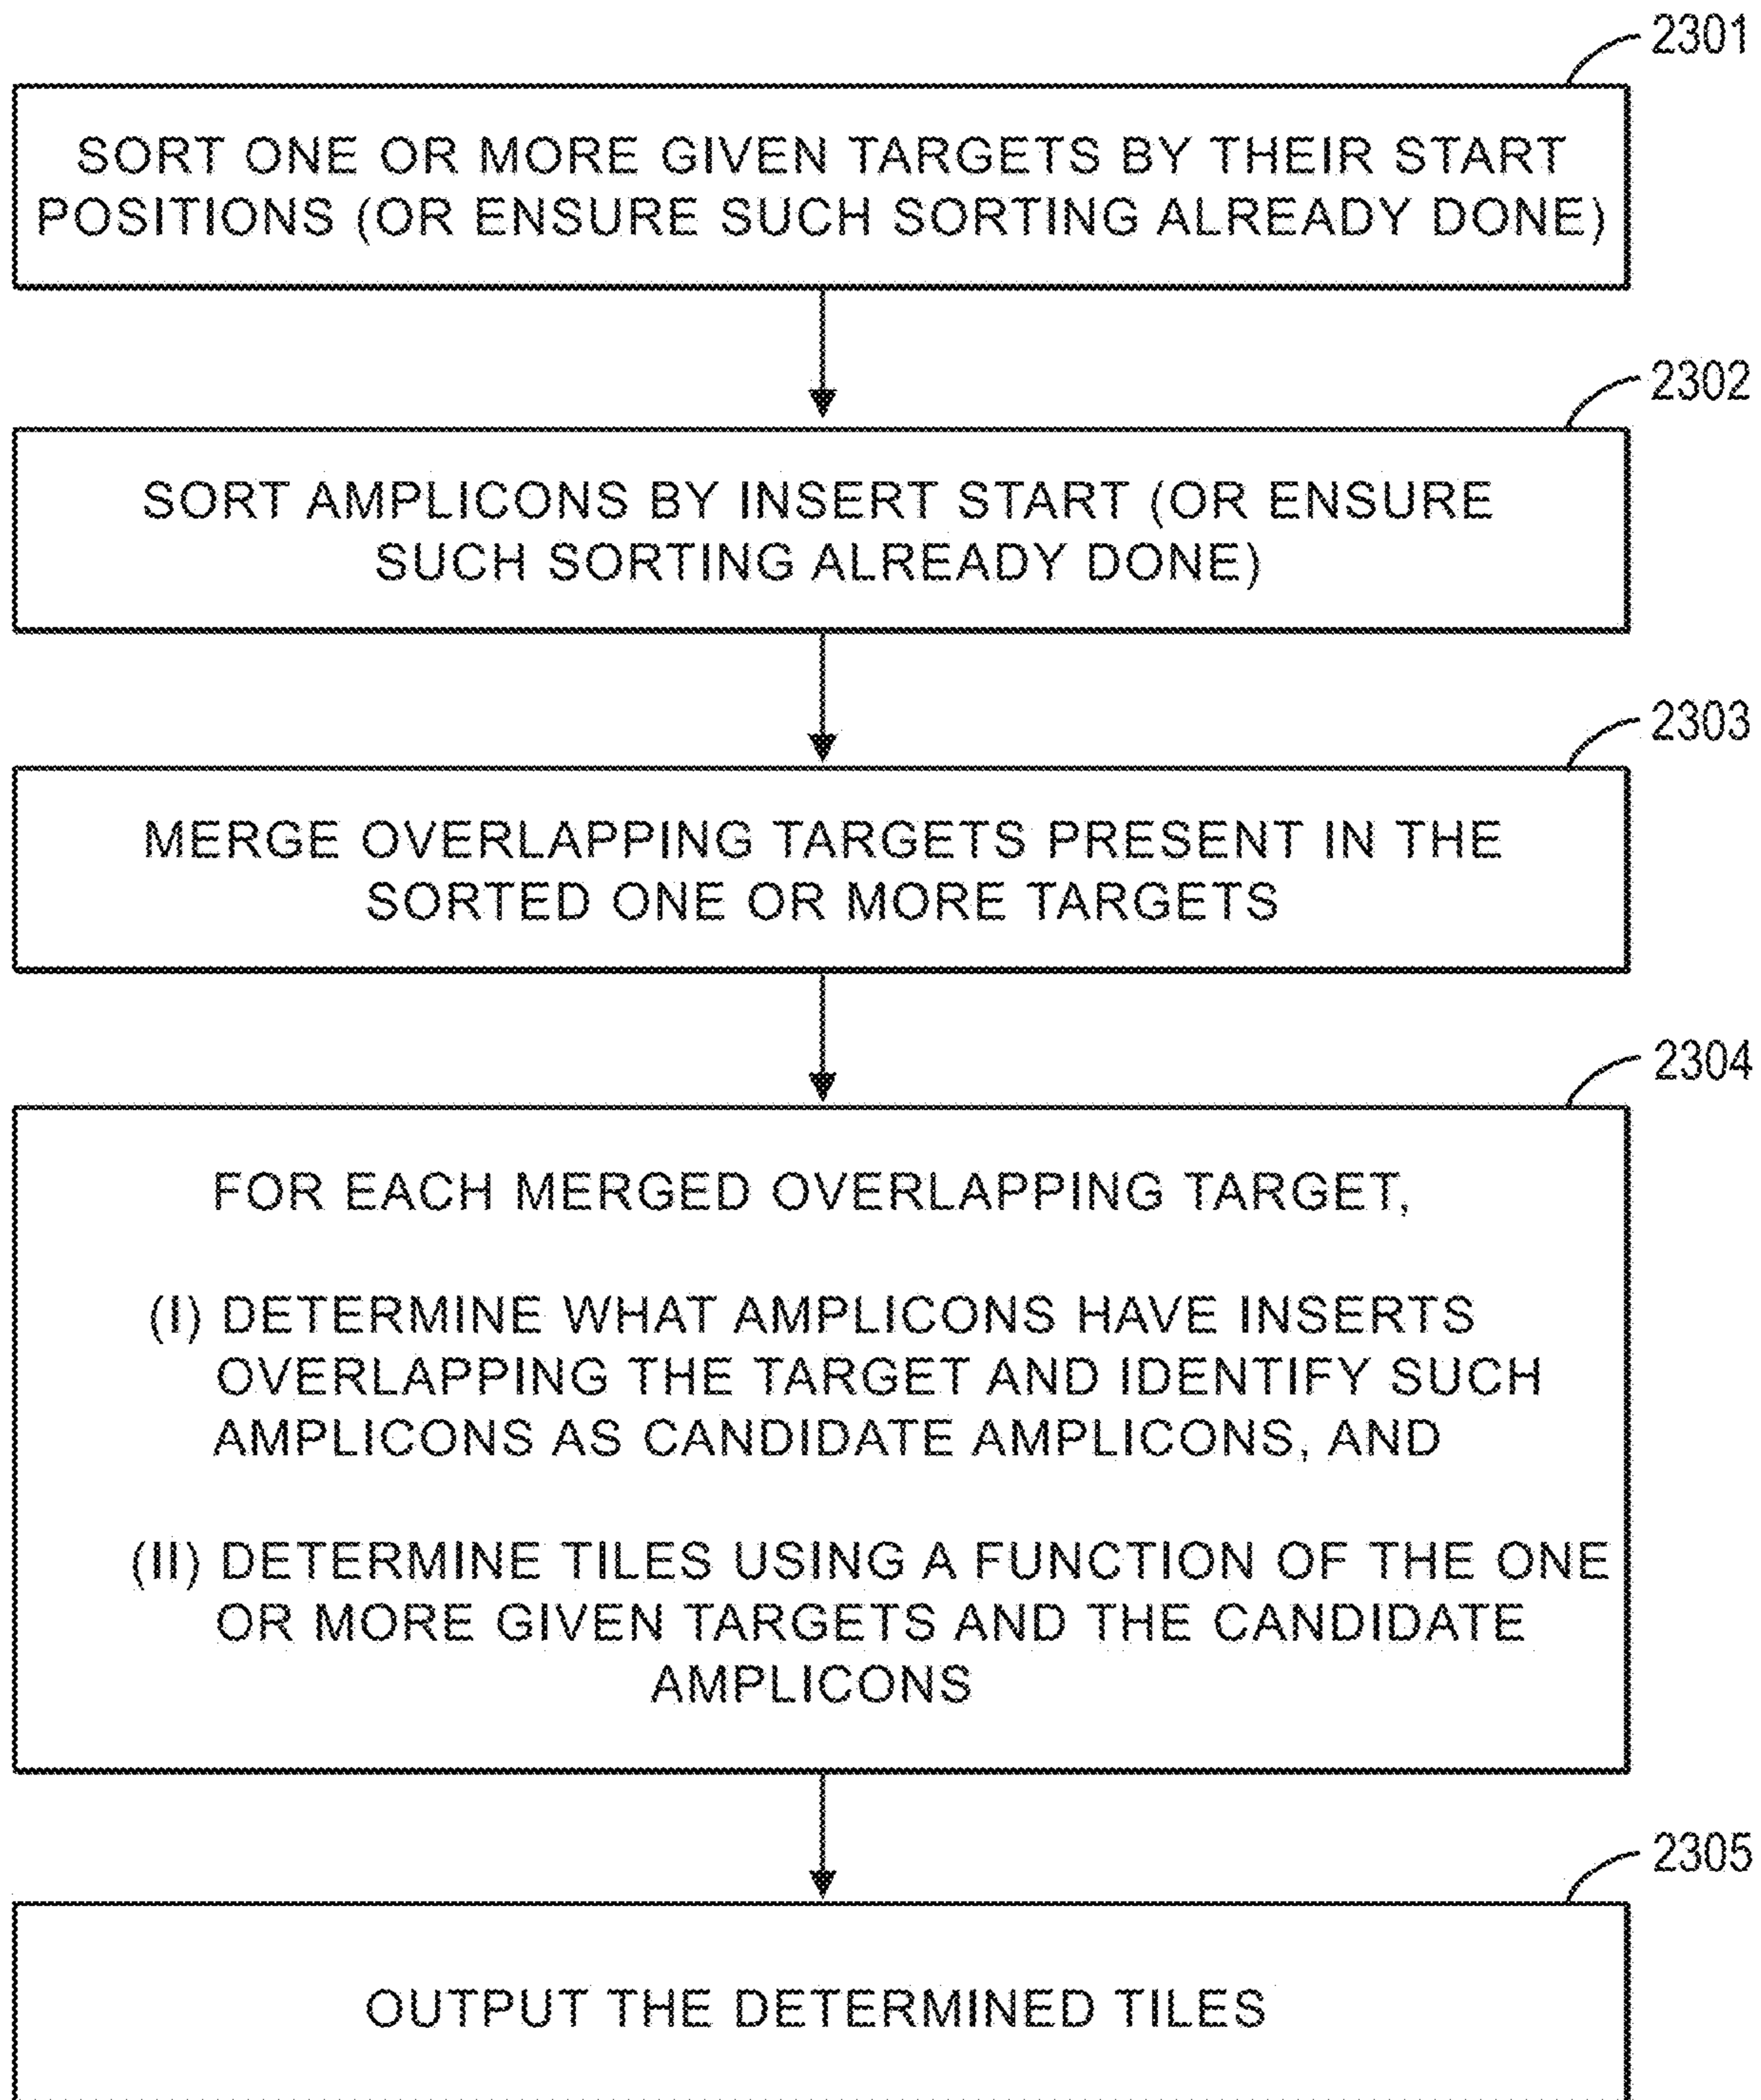 2301
SORT ONE OR MORE GIVEN TARGETS BY THEIR START
POSITIONS (OR ENSURE SUCH SORTING ALREADY DONE)
2302
SORT AMPLICONS BY INSERT START (OR ENSURE
SUCH SORTING ALREADY DONE)
2303
MERGE OVERLAPPING TARGETS PRESENT IN THE
SORTED ONE OR MORE TARGETS
2304
FOR EACH MERGED OVERLAPPING TARGET,
(I) DETERMINE WHAT AMPLICONS HAVE INSERTS
OVERLAPPING THE TARGET AND IDENTIFY SUCH
AMPLICONS AS CANDIDATE AMPLICONS, AND
(II) DETERMINE TILES USING A FUNCTION OF THE ONE
OR MORE GIVEN TARGETS AND THE CANDIDATE
AMPLICONS
2305
OUTPUT THE DETERMINED TILES